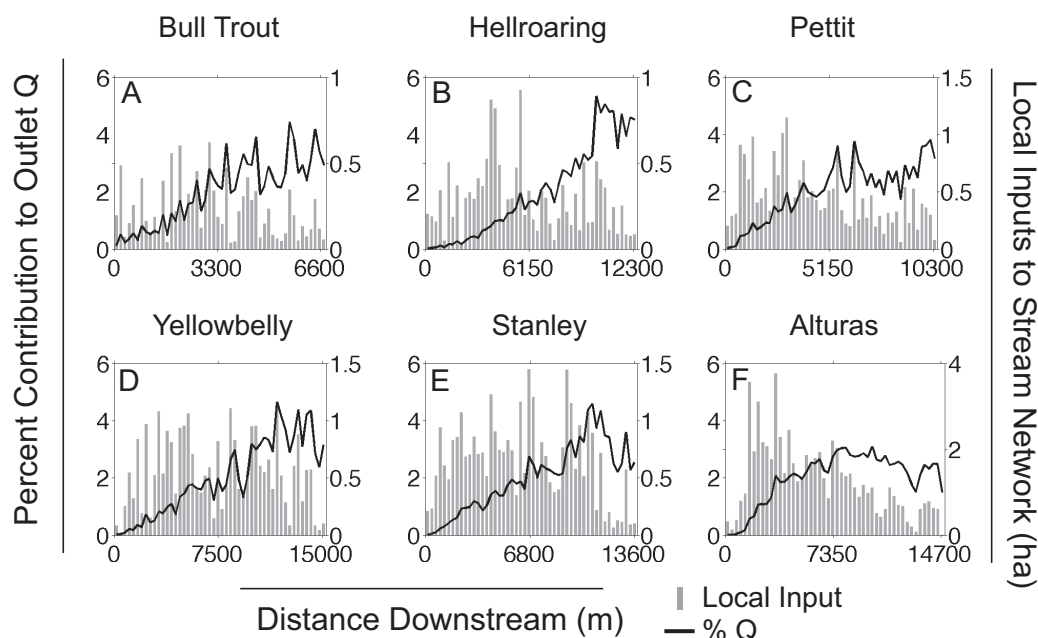 Bull Trout
Hellroaring
Pettit
Percent Contribution to Outlet Q
Local Inputs to Stream Network (ha)
6 A 1
4
2 0.5
0 0
0 3300 6600
6 B 1
4
2 0.5
0 0
0 6150 12300
6 C 1.5
4 1
2 0.5
0 0
0 5150 10300
Yellowbelly
Stanley
Alturas
6 D 1.5
4 1
2 0.5
0 0
0 7500 15000
6 E 1.5
4 1
2 0.5
0 0
0 6800 13600
6 F 4
4
2 2
0 0
0 7350 14700
Distance Downstream (m)
Local Input
% Q